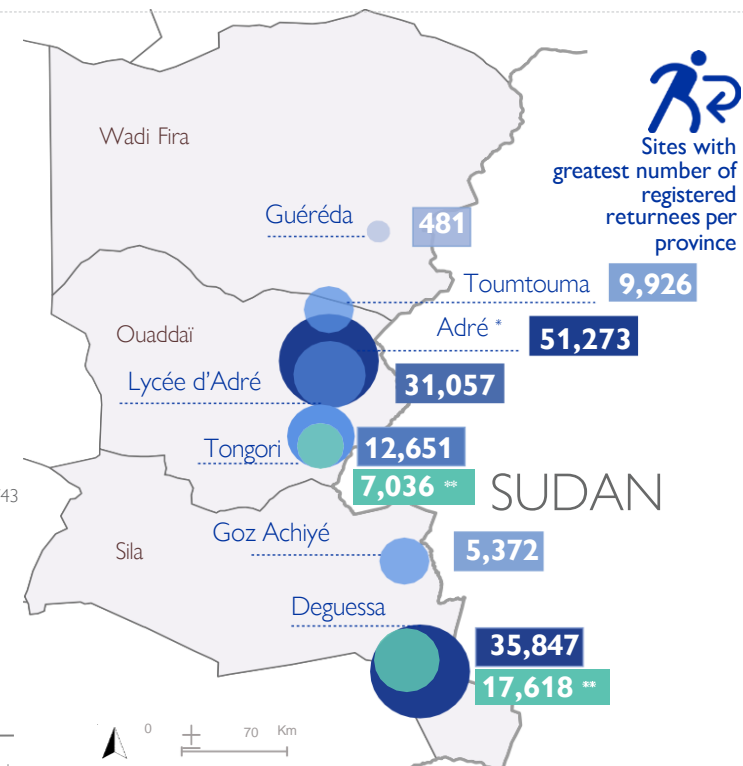 Sites with
greatest number of
registered
returnees per
province
Wadi Fira
Guéréda
481
Toumtouma
9,926
Ouaddaï
Adré *
51,273
Lycée d’Adré
31,057
Tongori
12,651
7,036 **
SUDAN
43
Goz Achiyé
5,372
Sila
Deguessa
35,847
17,618 **
0
70 Km